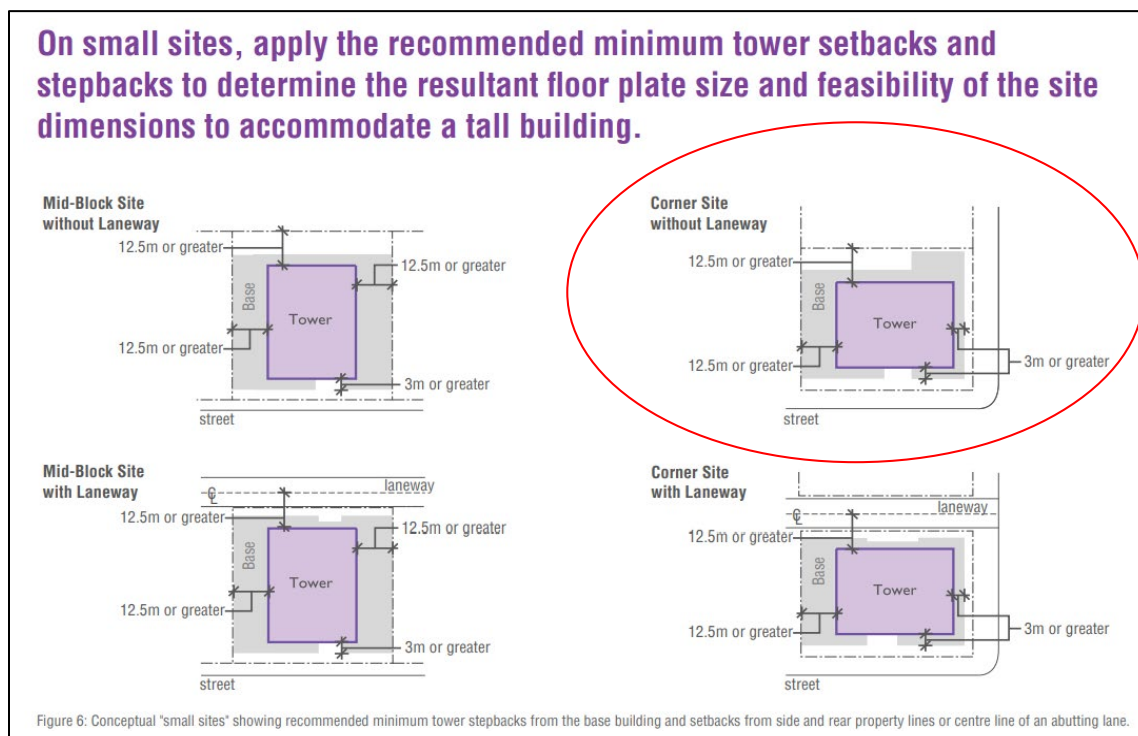 On small sites, apply the recommended minimum tower setbacks and
stepbacks to determine the resultant floor plate size and feasibility of the site
dimensions to accommodate a tall building.
Mid-Block Site
without Laneway
12.5m or greater
12.5m or greater
Base
Tower
12.5m or greater
3m or greater
street
Corner Site
without Laneway
12.5m or greater
Base
Tower
12.5m or greater
3m or greater
street
Mid-Block Site
with Laneway
laneway
℄
12.5m or greater
12.5m or greater
Base
Tower
12.5m or greater
3m or greater
street
Corner Site
with Laneway
laneway
℄
12.5m or greater
Base
Tower
12.5m or greater
3m or greater
street
Figure 6: Conceptual "small sites" showing recommended minimum tower stepbacks from the base building and setbacks from side and rear property lines or centre line of an abutting lane.